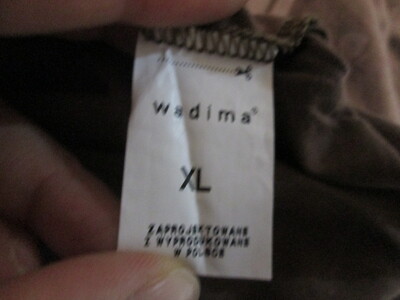 wadima®
XL
ZAPROJEKTOWANE
WYPRODUKOWANE
W POLSCE